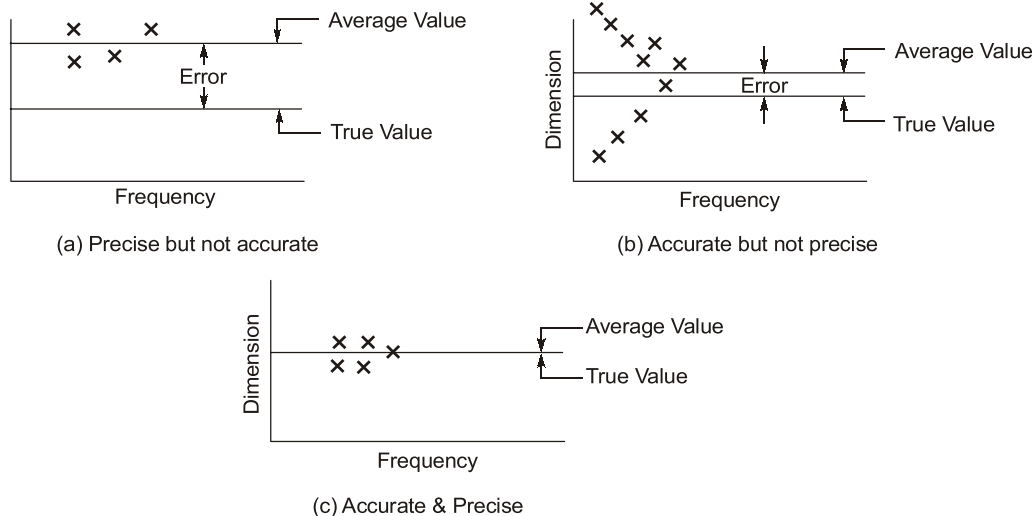 Average Value
Error
True Value
Frequency
(a) Precise but not accurate
Dimension
Average Value
Error
True Value
Frequency
(b) Accurate but not precise
Dimension
Average Value
True Value
Frequency
(c) Accurate & Precise